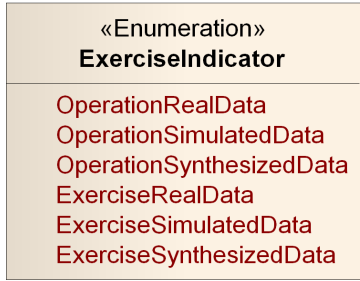 «Enumeration»
ExerciseIndicator
OperationRealData
OperationSimulatedData
OperationSynthesizedData
ExerciseRealData
ExerciseSimulatedData
ExerciseSynthesizedData